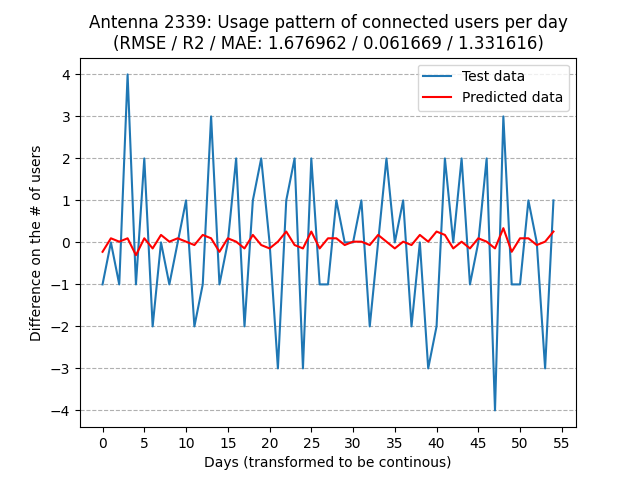 Antenna 2339: Usage pattern of connected users per day
(RMSE / R2 / MAE: 1.676962 / 0.061669 / 1.331616)
Test data
Predicted data
Difference on the # of users
4
3
2
1
0
−1
−2
−3
−4
0 5 10 15 20 25 30 35 40 45 50 55
Days (transformed to be continous)